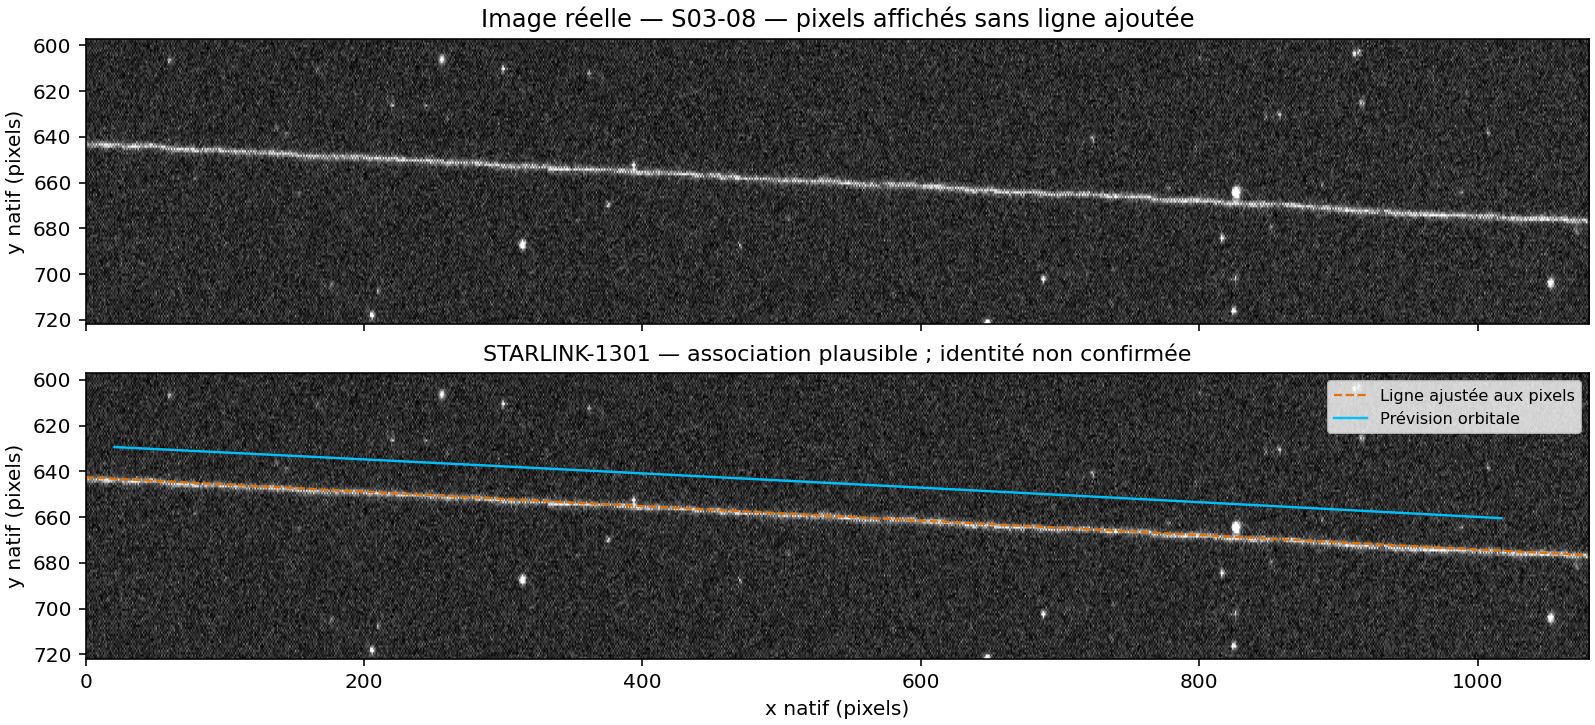 Image réelle — S03-08 — pixels affichés sans ligne ajoutée
y natif (pixels)
600
620
640
660
680
700
720
STARLINK-1301 — association plausible ; identité non confirmée
y natif (pixels)
600
620
640
660
680
700
720
Ligne ajustée aux pixels
Prévision orbitale
0
200
400
600
800
1000
x natif (pixels)